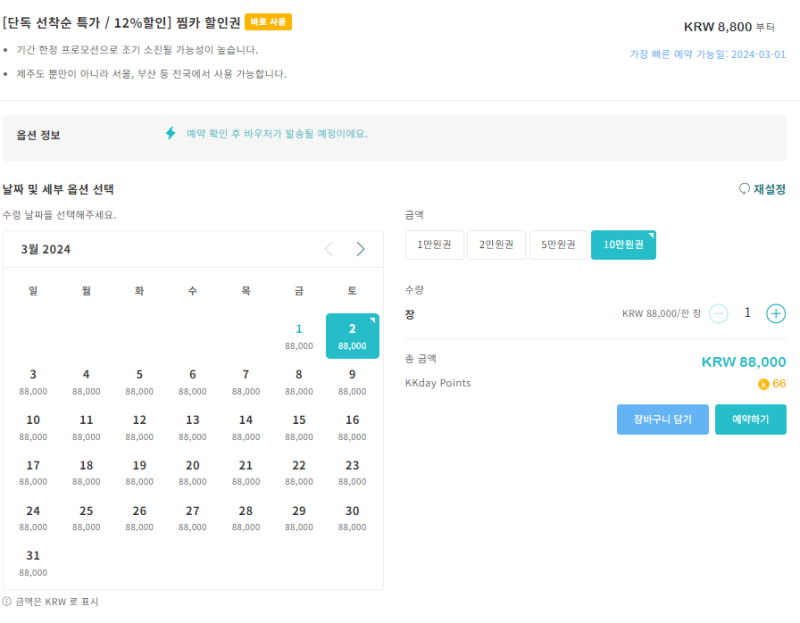 [단독 선착순 특가 / 12%할인] 찜카 할인권 바로 사용
KRW 8,800 부터
• 기간 한정 프로모션으로 조기 소진될 가능성이 높습니다.
가장 빠른 예약 가능일: 2024-03-01
• 제주도 뿐만이 아니라 서울, 부산 등 전국에서 사용 가능합니다.
옵션 정보
예약 확인 후 바우처가 발송될 예정이에요.
날짜 및 세부 옵션 선택
재설정
수령 날짜를 선택해주세요.
3월 2024
일 월 화 수 목 금 토
1 2
88,000 88,000
3 4 5 6 7 8 9
88,000 88,000 88,000 88,000 88,000 88,000 88,000
10 11 12 13 14 15 16
88,000 88,000 88,000 88,000 88,000 88,000 88,000
17 18 19 20 21 22 23
88,000 88,000 88,000 88,000 88,000 88,000 88,000
24 25 26 27 28 29 30
88,000 88,000 88,000 88,000 88,000 88,000 88,000
31
88,000
금액은 KRW 로 표시
금액
1만원권 2만원권 5만원권 10만원권
수량
장 KRW 88,000/한 장 1
총 금액 KRW 88,000
KKday Points 66
장바구니 담기 예약하기